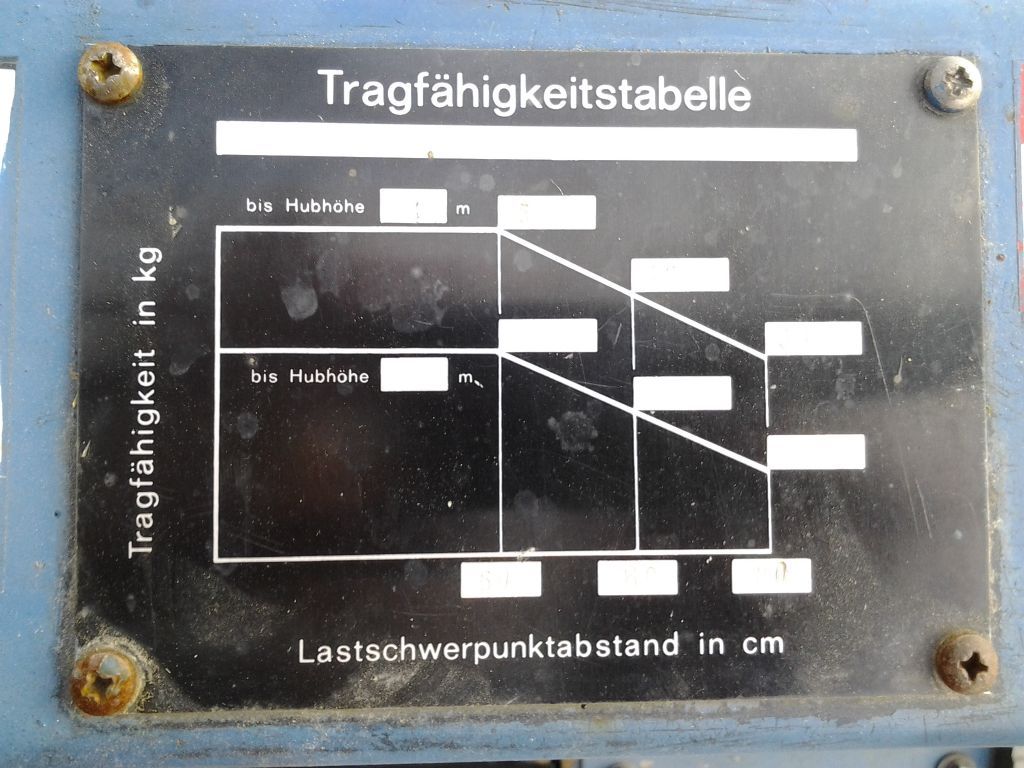 Tragfähigkeitstabelle
bis Hubhöhe m
bis Hubhöhe m
Tragfähigkeit in kg
Lastschwerpunktabstand in cm